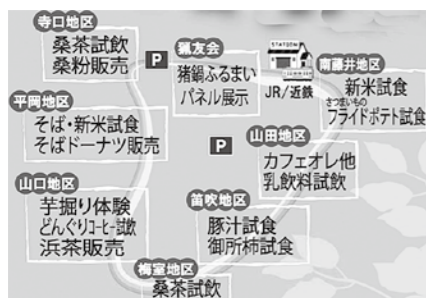 寺口地区
桑茶試飲
桑粉販売
P
猟友会
猪鍋ふるまい
パネル展示
STATION
JR/近鉄
南藤井地区
新米試食
さつまいもの
フライドポテト試食
平岡地区
そば・新米試食
そばドーナツ販売
P
山田地区
カフェオレ他
乳飲料試飲
山口地区
芋掘り体験
どんぐりコーヒー試飲
浜茶販売
笛吹地区
豚汁試食
御所柿試食
梅室地区
桑茶試飲